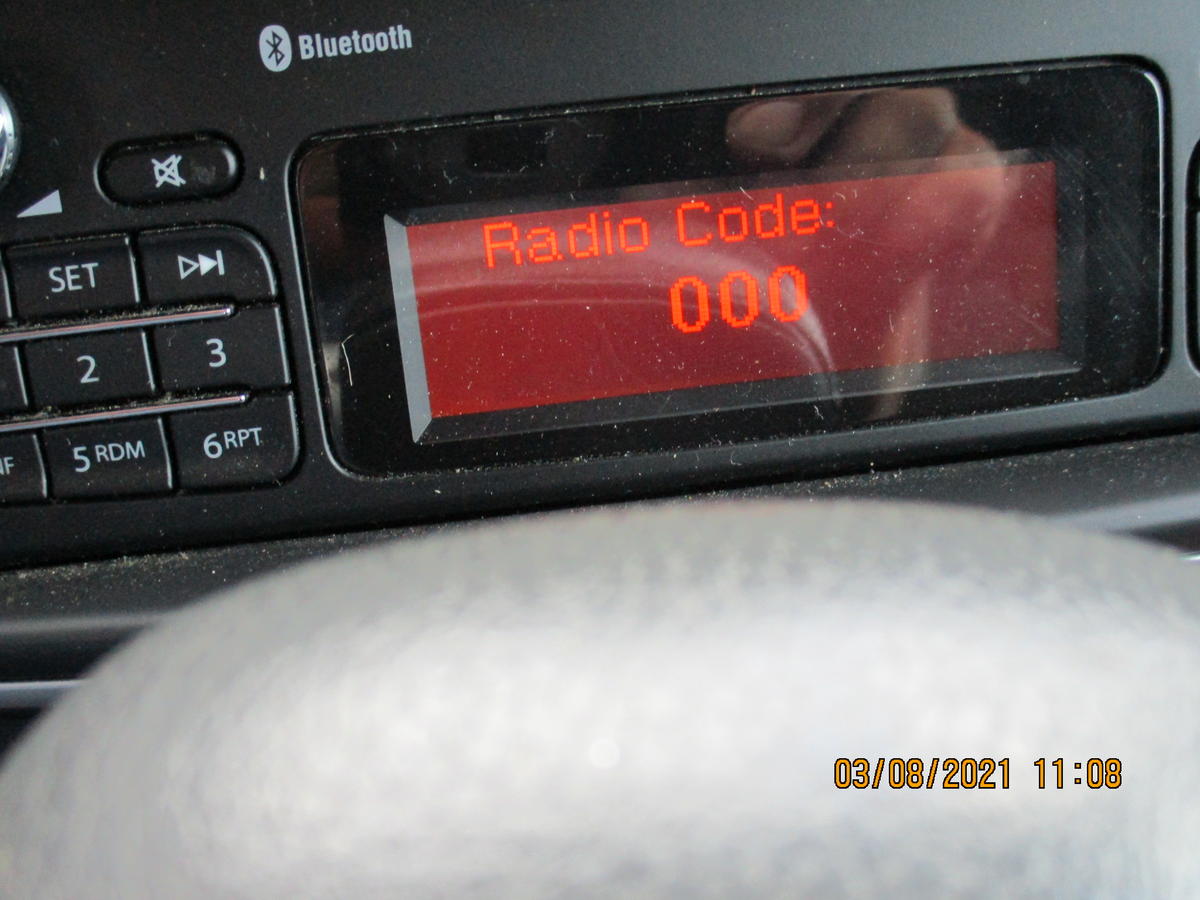 Bluetooth
Radio Code:
000
SET
2
3
5 RDM
6 RPT
03/08/2021 11:08